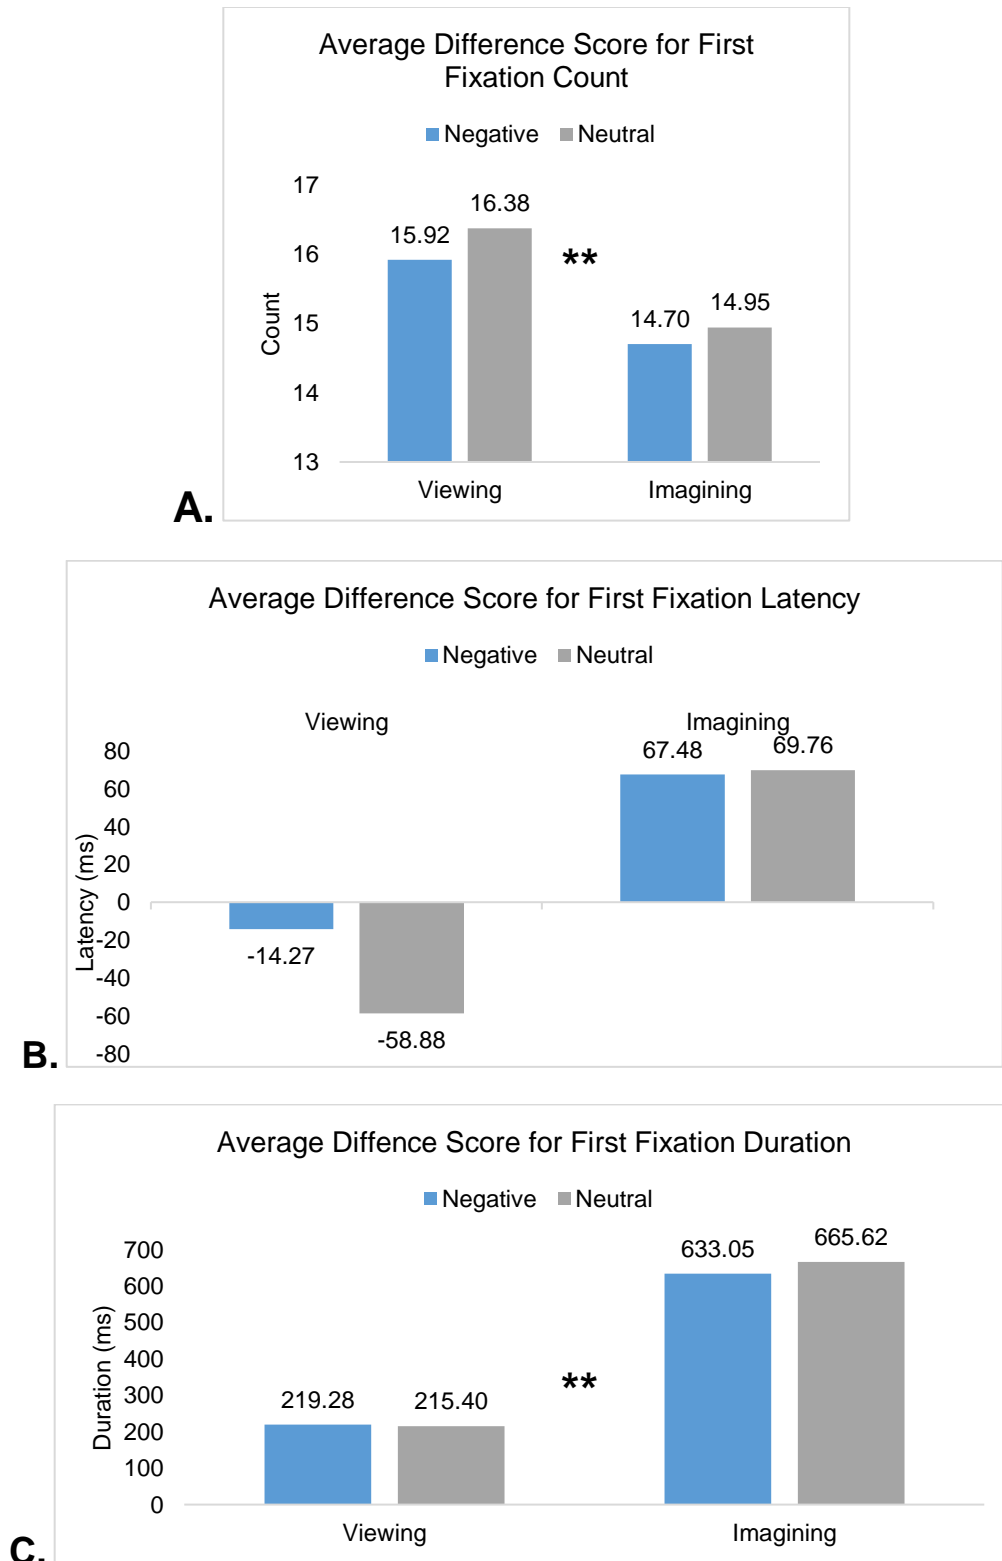 Average Difference Score for First
Fixation Count
Negative Neutral
17
16.38
15.92
16
**
Count
15
14.95
14.70
14
13
Viewing Imagining
A.
Average Difference Score for First Fixation Latency
Negative Neutral
Viewing Imagining
80
67.48 69.76
60
40
20
0
Latency (ms)
-20
-14.27
-40
-60
-58.88
-80
B.
Average Diffence Score for First Fixation Duration
Negative Neutral
700
633.05 665.62
600
500
400
Duration (ms)
**
300
219.28 215.40
200
100
0
Viewing Imagining
C.